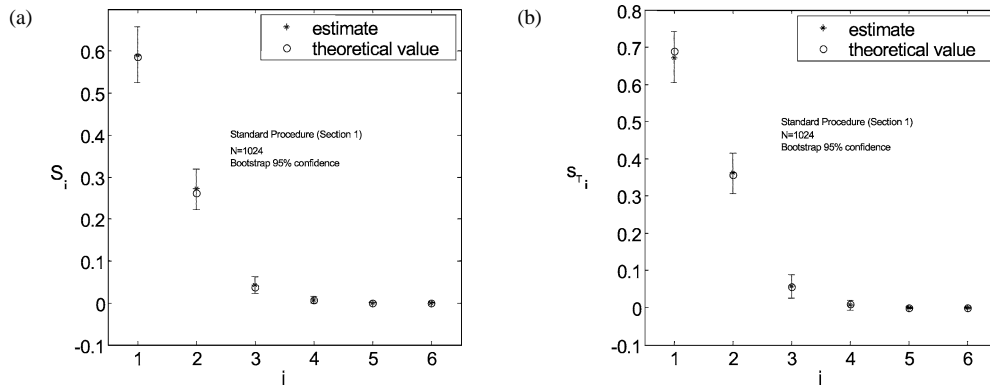 (a)
estimate
theoretical value
Standard Procedure (Section 1)
N=1024
Bootstrap 95% confidence
S_i
0.6
0.5
0.4
0.3
0.2
0.1
0
-0.1
1 2 3 4 5 6
i
(b)
estimate
theoretical value
Standard Procedure (Section 1)
N=1024
Bootstrap 95% confidence
S_T_i
0.8
0.7
0.6
0.5
0.4
0.3
0.2
0.1
0
-0.1
1 2 3 4 5 6
i